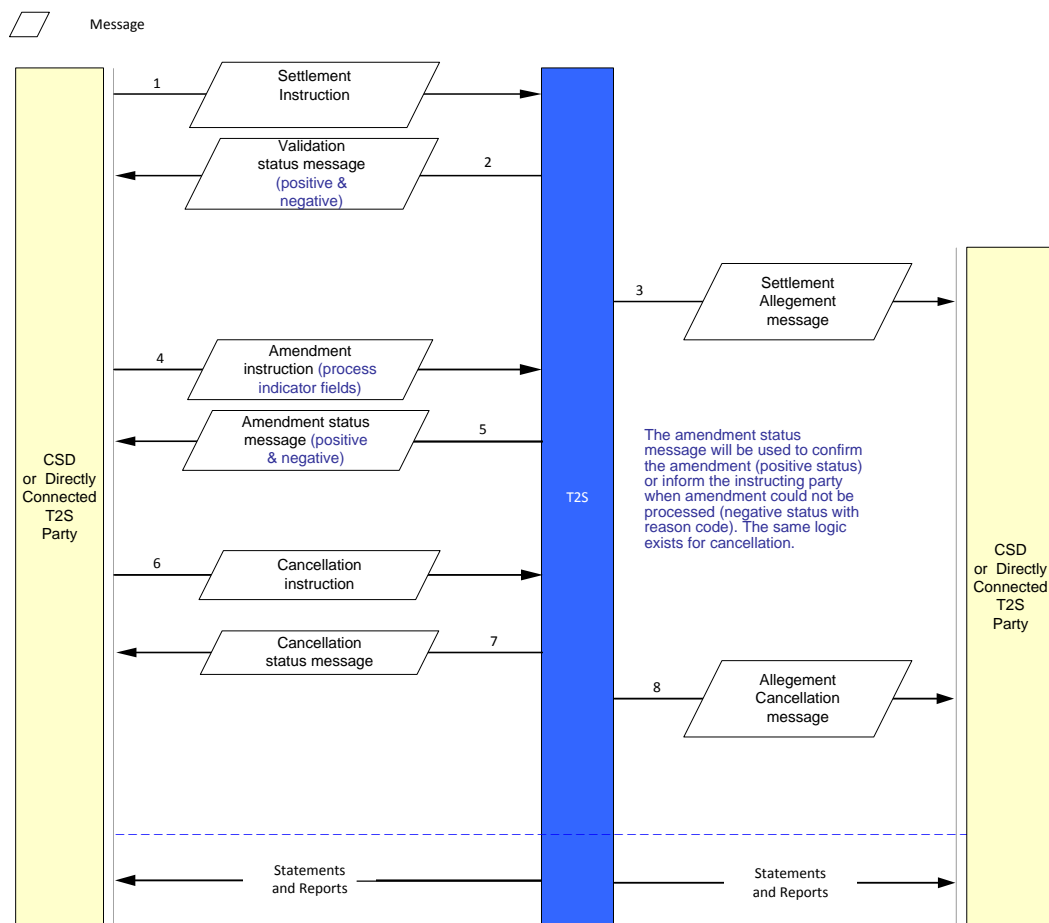 Message
1
Settlement
Instruction
Validation
status message
(positive &
negative)
2
3
Settlement
Allegement
message
4
Amendment
instruction (process
indicator fields)
Amendment status
message (positive
& negative)
5
The amendment status
message will be used to confirm
the amendment (positive status)
or inform the instructing party
when amendment could not be
processed (negative status with
reason code). The same logic
exists for cancellation.
CSD
or Directly
Connected
T2S
Party
T2S
CSD
or Directly
Connected
T2S
Party
6
Cancellation
instruction
Cancellation
status message
7
8
Allegement
Cancellation
message
Statements
and Reports
Statements
and Reports